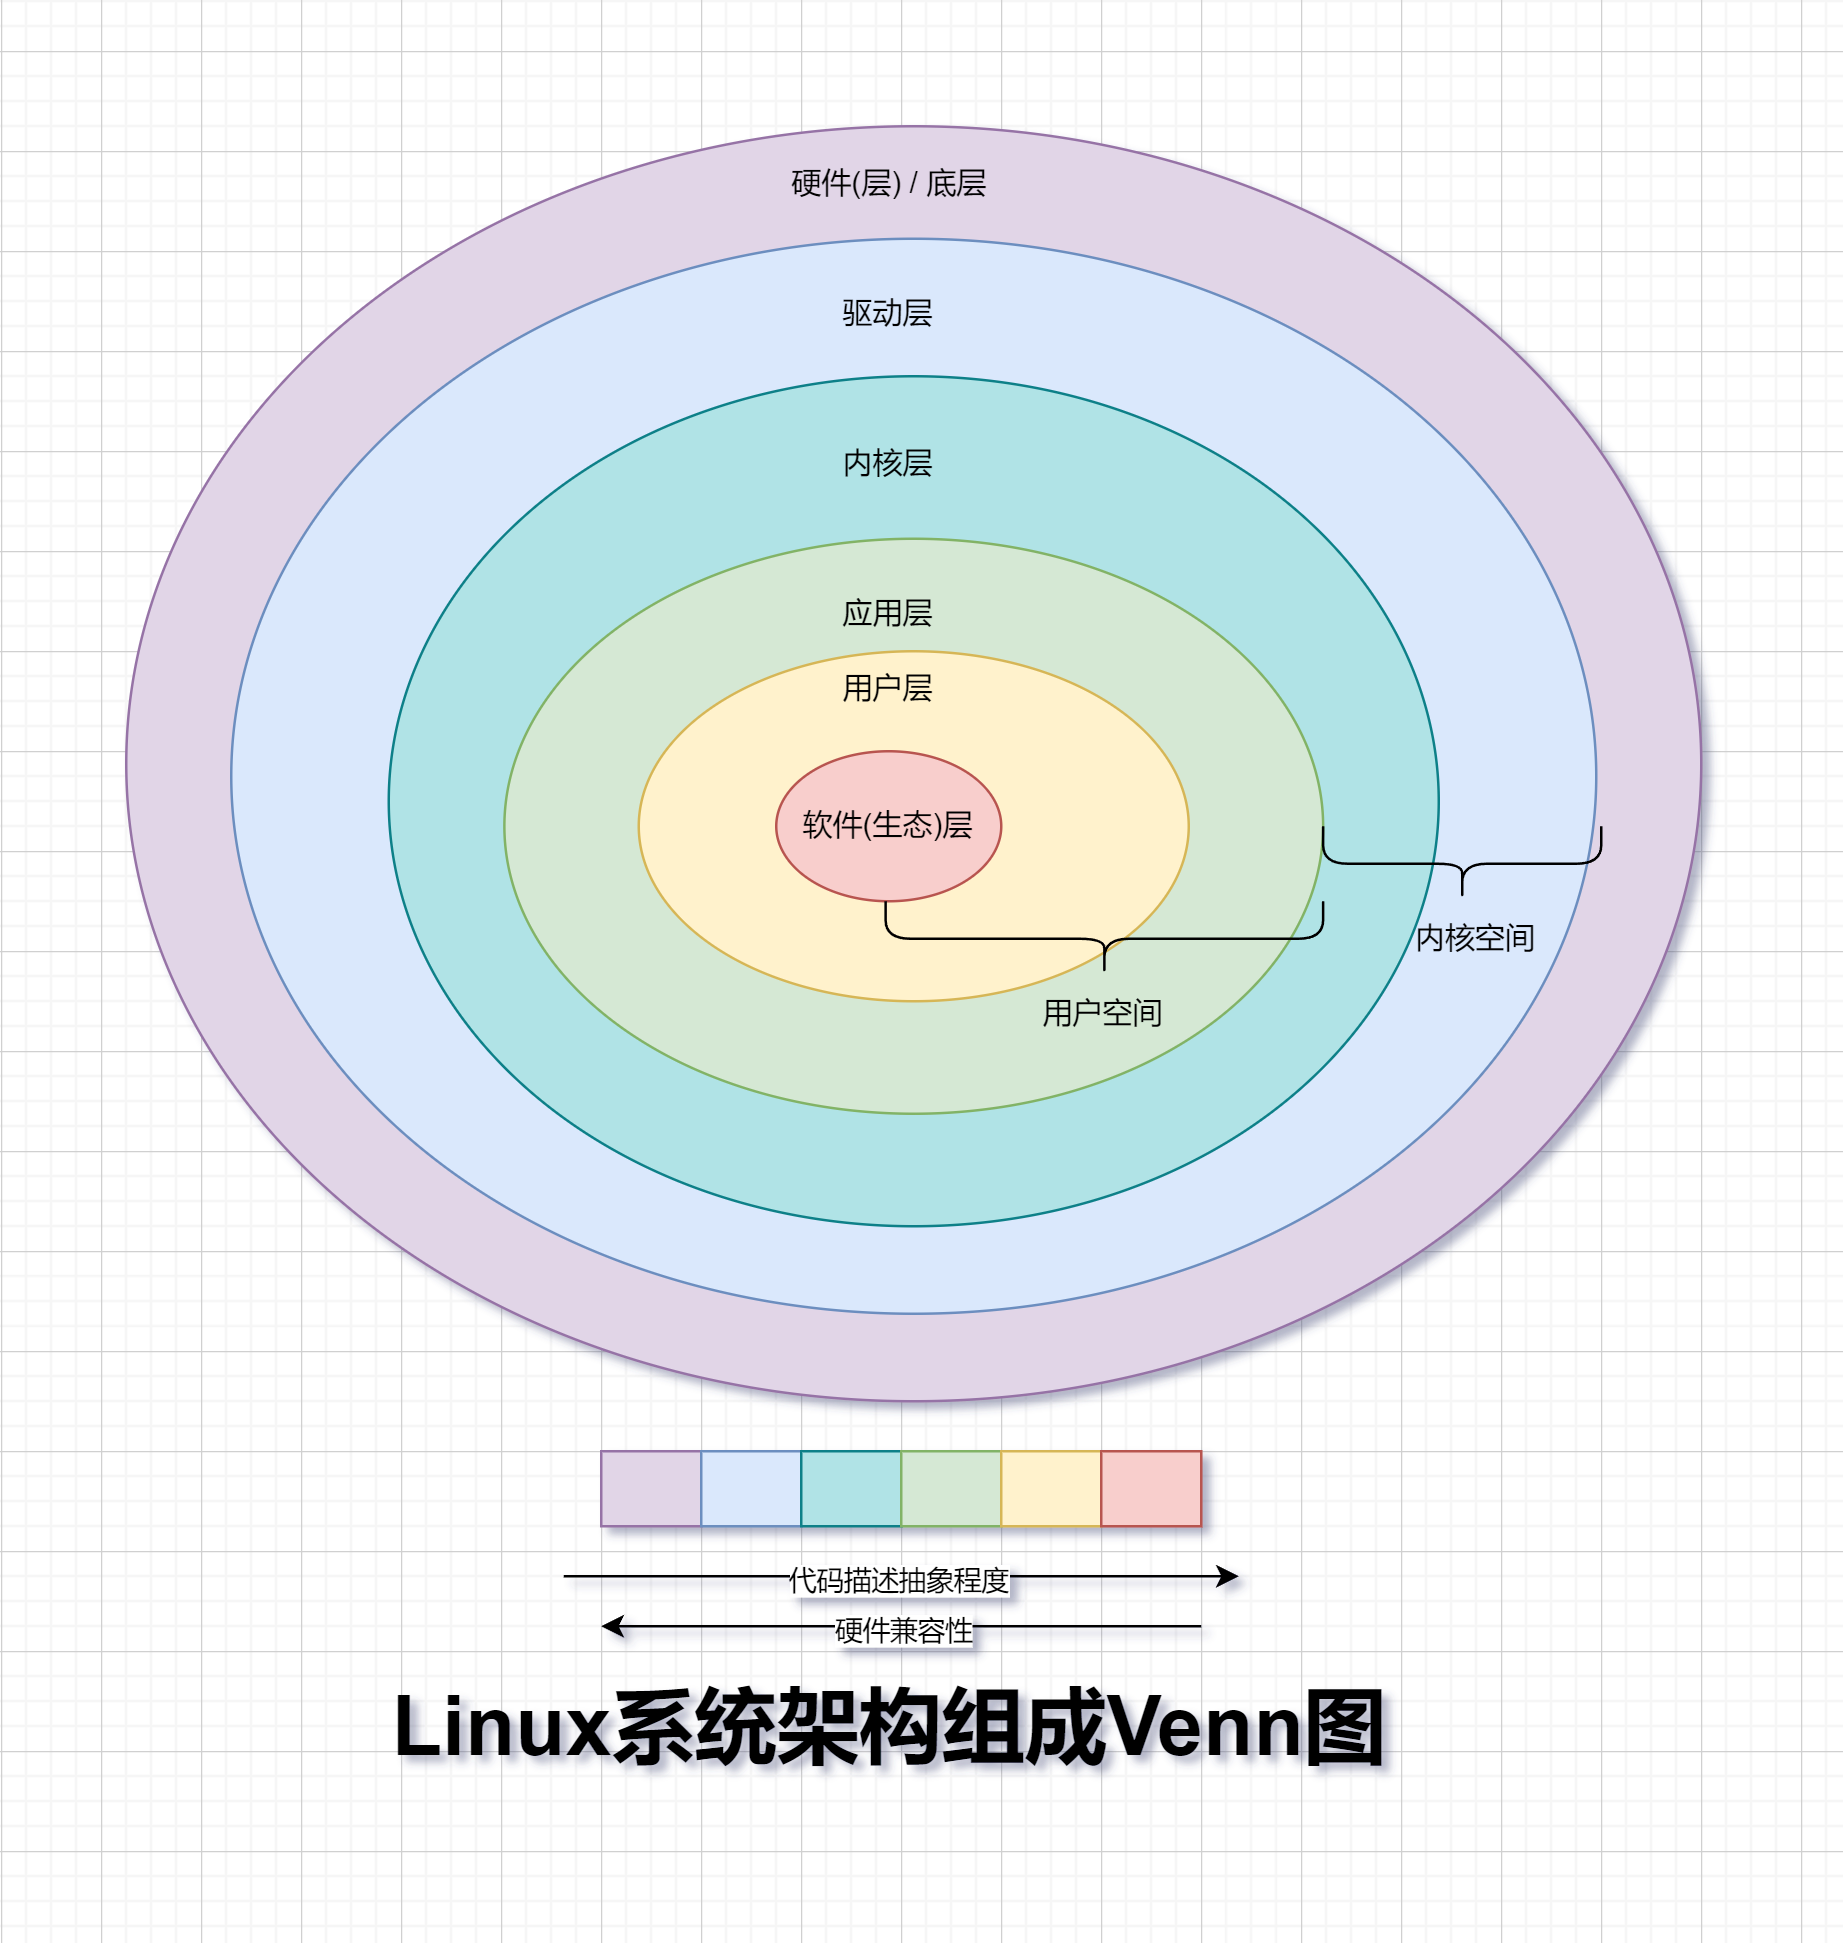 硬件(层) / 底层
驱动层
内核层
应用层
用户层
软件(生态)层
内核空间
用户空间
代码描述抽象程度
硬件兼容性
Linux系统架构组成Venn图